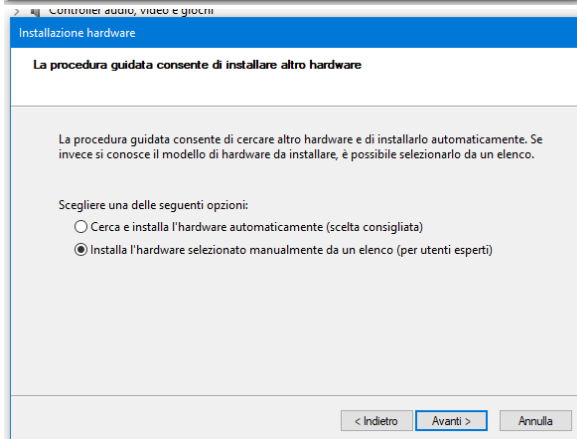 Controller audio, video e giochi
Installazione hardware
La procedura guidata consente di installare altro hardware
La procedura guidata consente di cercare altro hardware e di installarlo automaticamente. Se
invece si conosce il modello di hardware da installare, è possibile selezionarlo da un elenco.
Scegliere una delle seguenti opzioni:
Cerca e installa l'hardware automaticamente (scelta consigliata)
Installa l'hardware selezionato manualmente da un elenco (per utenti esperti)
< Indietro Avanti > Annulla